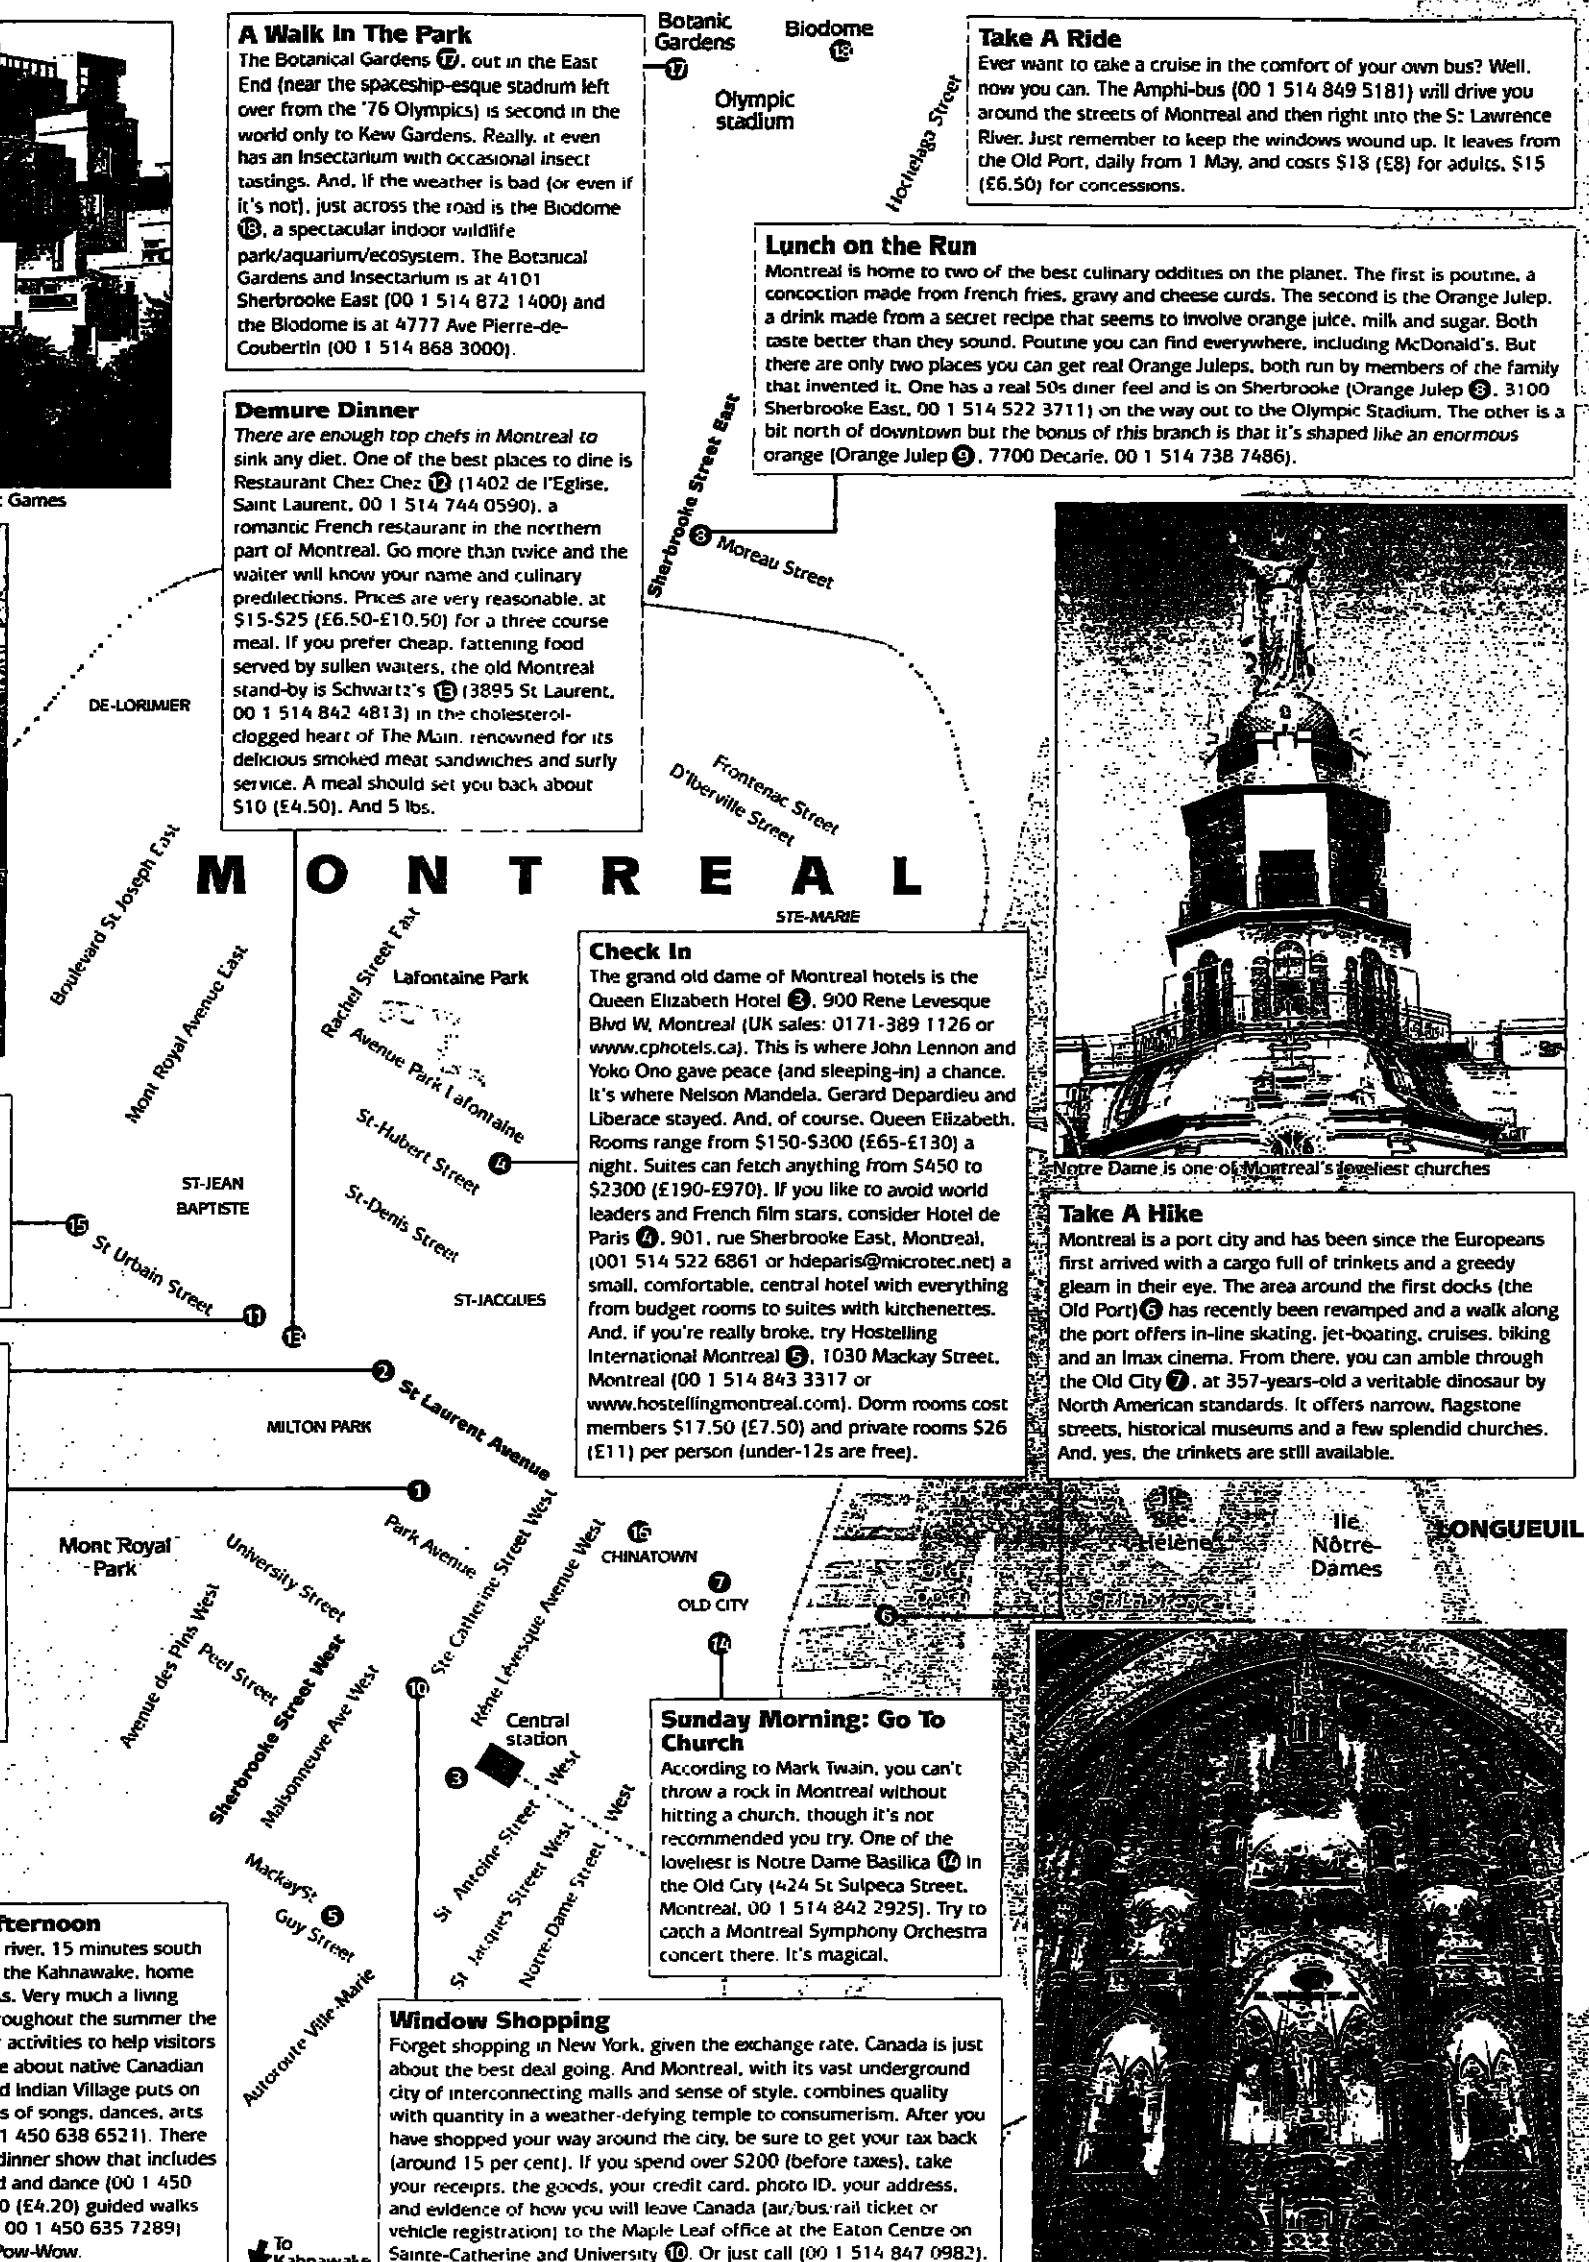 A Walk In The Park
The Botanical Gardens 17, out in the East
End (near the spaceship-esque stadium left
over from the '76 Olympics) is second in the
world only to Kew Gardens. Really, it even
has an Insectarium with occasional insect
tastings. And, if the weather is bad (or even if
it's not), just across the road is the Biodome
18, a spectacular indoor wildlife
park/aquarium/ecosystem. The Botanical
Gardens and Insectarium is at 4101
Sherbrooke East (00 1 514 872 1400) and
the Biodome is at 4777 Ave Pierre-de-
Coubertin (00 1 514 868 3000).
Botanic
Gardens
17
Biodome
18
Olympic
stadium
Hochelaga Street
Take A Ride
Ever want to take a cruise in the comfort of your own bus? Well,
now you can. The Amphi-bus (00 1 514 849 5181) will drive you
around the streets of Montreal and then right into the St Lawrence
River. Just remember to keep the windows wound up. It leaves from
the Old Port, daily from 1 May, and costs $18 (£8) for adults, $15
(£6.50) for concessions.
Lunch on the Run
Montreal is home to two of the best culinary oddities on the planet. The first is poutine, a
concoction made from french fries, gravy and cheese curds. The second is the Orange Julep,
a drink made from a secret recipe that seems to involve orange juice, milk and sugar. Both
taste better than they sound. Poutine you can find everywhere, including McDonald's. But
there are only two places you can get real Orange Juleps, both run by members of the family
that invented it. One has a real 50s diner feel and is on Sherbrooke (Orange Julep 8, 3100
Sherbrooke East, 00 1 514 522 3711) on the way out to the Olympic Stadium. The other is a
bit north of downtown but the bonus of this branch is that it's shaped like an enormous
orange (Orange Julep 9, 7700 Decarie, 00 1 514 738 7486).
Games
Demure Dinner
There are enough top chefs in Montreal to
sink any diet. One of the best places to dine is
Restaurant Chez Chez 12 (1402 de l'Eglise,
Saint Laurent, 00 1 514 744 0590), a
romantic French restaurant in the northern
part of Montreal. Go more than twice and the
waiter will know your name and culinary
predilections. Prices are very reasonable, at
$15-$25 (£6.50-£10.50) for a three course
meal. If you prefer cheap, fattening food
served by sullen waiters, the old Montreal
stand-by is Schwartz's 13 (3895 St Laurent,
00 1 514 842 4813) in the cholesterol-
clogged heart of The Main, renowned for its
delicious smoked meat sandwiches and surly
service. A meal should set you back about
$10 (£4.50). And 5 lbs.
Sherbrooke Street East
8
Moreau Street
DE-LORIMIER
Frontenac Street
D'Iberville Street
MONTREAL
STE-MARIE
Boulevard St Joseph East
Mont Royal Avenue East
Rachel Street East
Lafontaine Park
Avenue Park Lafontaine
St-Hubert Street
4
St-Denis Street
ST-JEAN
BAPTISTE
15
St Urbain Street
11
13
ST-JACQUES
2
St Laurent Avenue
MILTON PARK
1
Check In
The grand old dame of Montreal hotels is the
Queen Elizabeth Hotel 3, 900 Rene Levesque
Blvd W, Montreal (UK sales: 0171-389 1126 or
www.cphotels.ca). This is where John Lennon and
Yoko Ono gave peace (and sleeping-in) a chance.
It's where Nelson Mandela, Gerard Depardieu and
Liberace stayed. And, of course, Queen Elizabeth.
Rooms range from $150-$300 (£65-£130) a
night. Suites can fetch anything from $450 to
$2300 (£190-£970). If you like to avoid world
leaders and French film stars, consider Hotel de
Paris 4, 901, rue Sherbrooke East, Montreal,
(001 514 522 6861 or hdeparis@microtec.net) a
small, comfortable, central hotel with everything
from budget rooms to suites with kitchenettes.
And, if you're really broke, try Hostelling
International Montreal 5, 1030 Mackay Street,
Montreal (00 1 514 843 3317 or
www.hostellingmontreal.com). Dorm rooms cost
members $17.50 (£7.50) and private rooms $26
(£11) per person (under-12s are free).
Notre Dame is one of Montreal's loveliest churches
Take A Hike
Montreal is a port city and has been since the Europeans
first arrived with a cargo full of trinkets and a greedy
gleam in their eye. The area around the first docks (the
Old Port) 6 has recently been revamped and a walk along
the port offers in-line skating, jet-boating, cruises, biking
and an Imax cinema. From there, you can amble through
the Old City 7, at 357-years-old a veritable dinosaur by
North American standards. It offers narrow, flagstone
streets, historical museums and a few splendid churches.
And, yes, the trinkets are still available.
Mont Royal
Park
University Street
Park Avenue
Ste Catherine Street West
Réne Lévesque Avenue West
16
CHINATOWN
7
OLD CITY
14
6
Ile
Ste-
Hélène
Ile
Nôtre-
Dames
LONGUEUIL
Avenue des Pins West
Peel Street
Sherbrooke Street West
Maisonneuve Ave West
10
Central
station
3
St Antoine Street West
St Jacques Street West
Notre-Dame Street West
Mackay St
5
Guy Street
Autoroute Ville-Marie
Sunday Morning: Go To
Church
According to Mark Twain, you can't
throw a rock in Montreal without
hitting a church, though it's not
recommended you try. One of the
loveliest is Notre Dame Basilica 14 in
the Old City (424 St Sulpeca Street,
Montreal, 00 1 514 842 2925). Try to
catch a Montreal Symphony Orchestra
concert there. It's magical.
fternoon
river, 15 minutes south
the Kahnawake, home
s. Very much a living
roughout the summer the
activities to help visitors
e about native Canadian
d Indian Village puts on
s of songs, dances, arts
1 450 638 6521). There
dinner show that includes
d and dance (00 1 450
0 (£4.20) guided walks
00 1 450 635 7289)
Pow-Wow.
To
Kahnawake
Window Shopping
Forget shopping in New York, given the exchange rate, Canada is just
about the best deal going. And Montreal, with its vast underground
city of interconnecting malls and sense of style, combines quality
with quantity in a weather-defying temple to consumerism. After you
have shopped your way around the city, be sure to get your tax back
(around 15 per cent). If you spend over $200 (before taxes), take
your receipts, the goods, your credit card, photo ID, your address,
and evidence of how you will leave Canada (air/bus/rail ticket or
vehicle registration) to the Maple Leaf office at the Eaton Centre on
Sainte-Catherine and University 10. Or just call (00 1 514 847 0982).